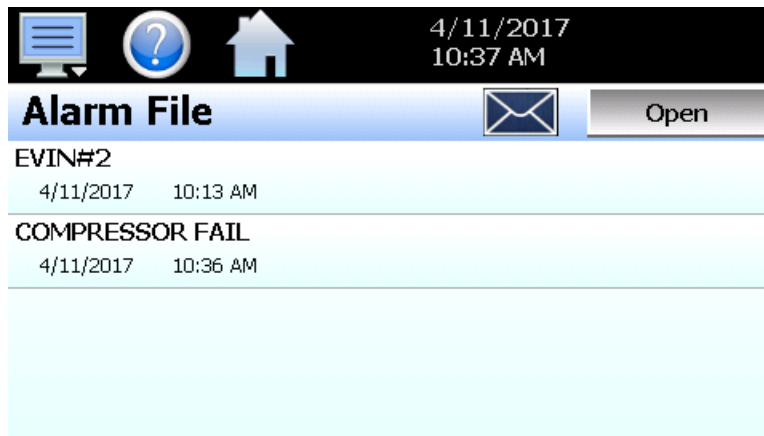 ?
4/11/2017
10:37 AM
Alarm File
Open
EVIN#2
4/11/2017 10:13 AM
COMPRESSOR FAIL
4/11/2017 10:36 AM